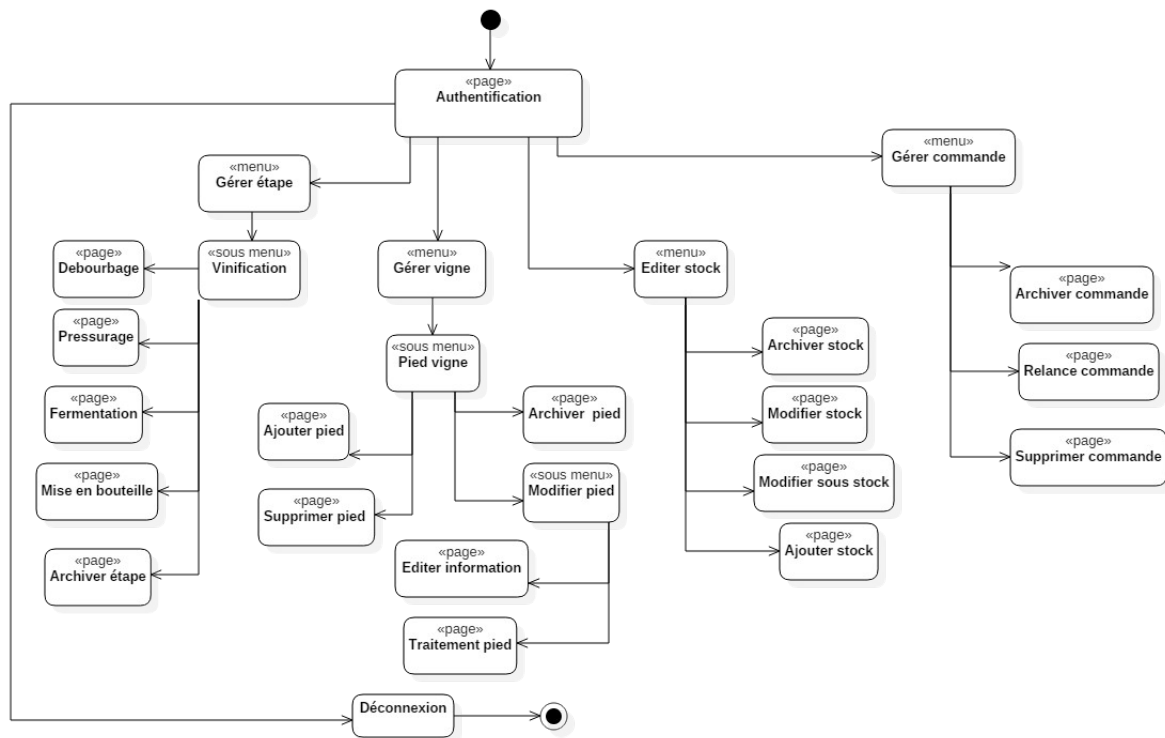 «page»
Authentification
«menu»
Gérer commande
«menu»
Gérer étape
«page»
Debourbage
«sous menu»
Vinification
«menu»
Gérer vigne
«menu»
Editer stock
«page»
Archiver commande
«page»
Pressurage
«page»
Archiver stock
«sous menu»
Pied vigne
«page»
Relance commande
«page»
Fermentation
«page»
Ajouter pied
«page»
Archiver  pied
«page»
Modifier stock
«page»
Supprimer commande
«page»
Mise en bouteille
«page»
Supprimer pied
«sous menu»
Modifier pied
«page»
Modifier sous stock
«page»
Ajouter stock
«page»
Archiver étape
«page»
Editer information
«page»
Traitement pied
Déconnexion